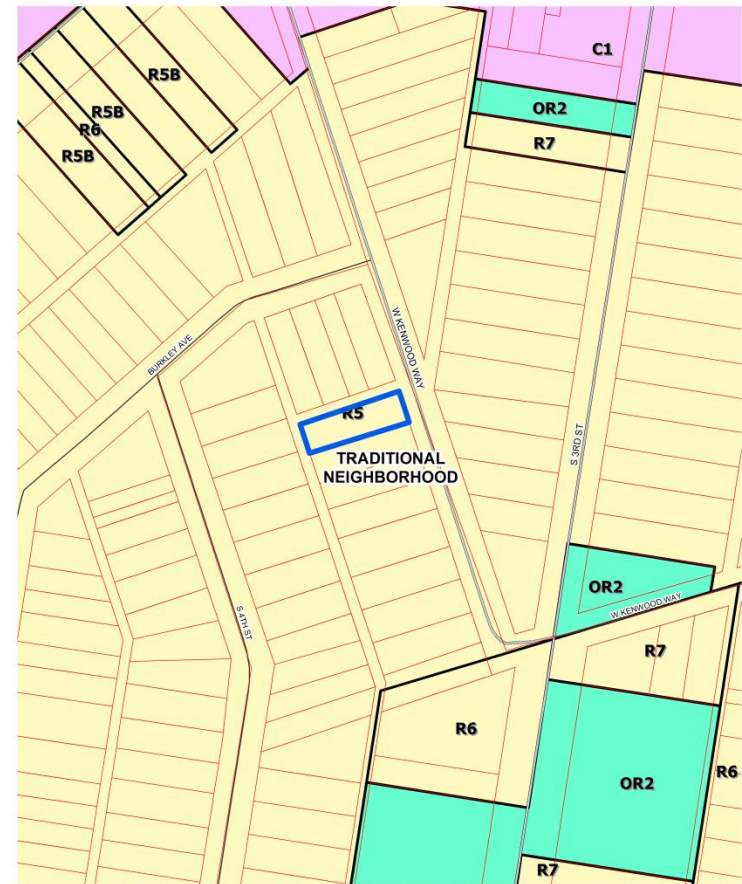 C1
R5B
OR2
R5B
R6
R7
R5B
W KENWOOD WAY
BURKLEY AVE
R5
S 3RD ST
TRADITIONAL
NEIGHBORHOOD
OR2
W KENWOOD WAY
S 4TH ST
R7
R6
R6
OR2
R7